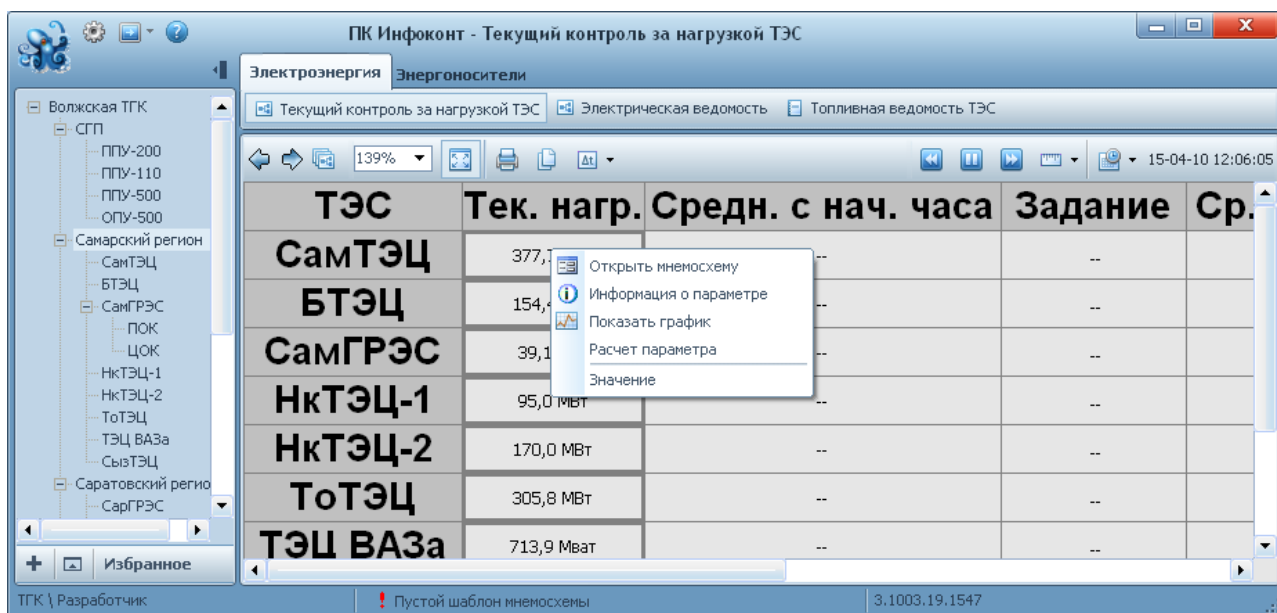 ПК Инфоконт - Текущий контроль за нагрузкой ТЭС
Электроэнергия Энергоносители
Текущий контроль за нагрузкой ТЭС Электрическая ведомость Топливная ведомость ТЭС
139% Δt 15-04-10 12:06:05
Волжская ТГК
СГП
ППУ-200
ППУ-110
ППУ-500
ОПУ-500
Самарский регион
СамТЭЦ
БТЭЦ
СамГРЭС
ПОК
ЦОК
НкТЭЦ-1
НкТЭЦ-2
ТоТЭЦ
ТЭЦ ВАЗа
СызТЭЦ
Саратовский регио
СарГРЭС
Избранное
ТЭС Тек. нагр. Средн. с нач. часа Задание Ср.
СамТЭЦ 377, -- --
БТЭЦ 154, -- --
СамГРЭС 39,1 -- --
НкТЭЦ-1 95,0 МВт -- --
НкТЭЦ-2 170,0 МВт -- --
ТоТЭЦ 305,8 МВт -- --
ТЭЦ ВАЗа 713,9 Мват -- --
Открыть мнемосхему
Информация о параметре
Показать график
Расчет параметра
Значение
ТГК \ Разработчик Пустой шаблон мнемосхемы 3.1003.19.1547